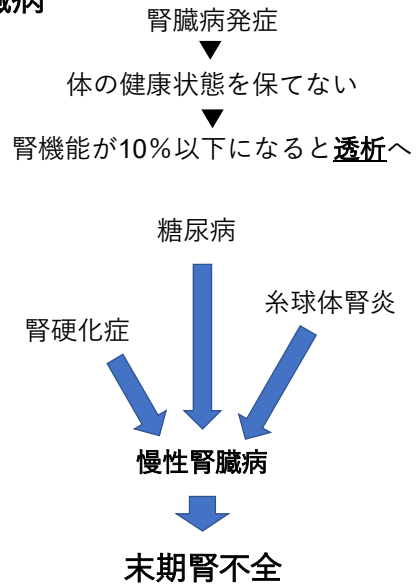 臓病
腎臓病発症
▼
体の健康状態を保てない
▼
腎機能が10%以下になると透析へ
糖尿病
糸球体腎炎
腎硬化症
慢性腎臓病
末期腎不全